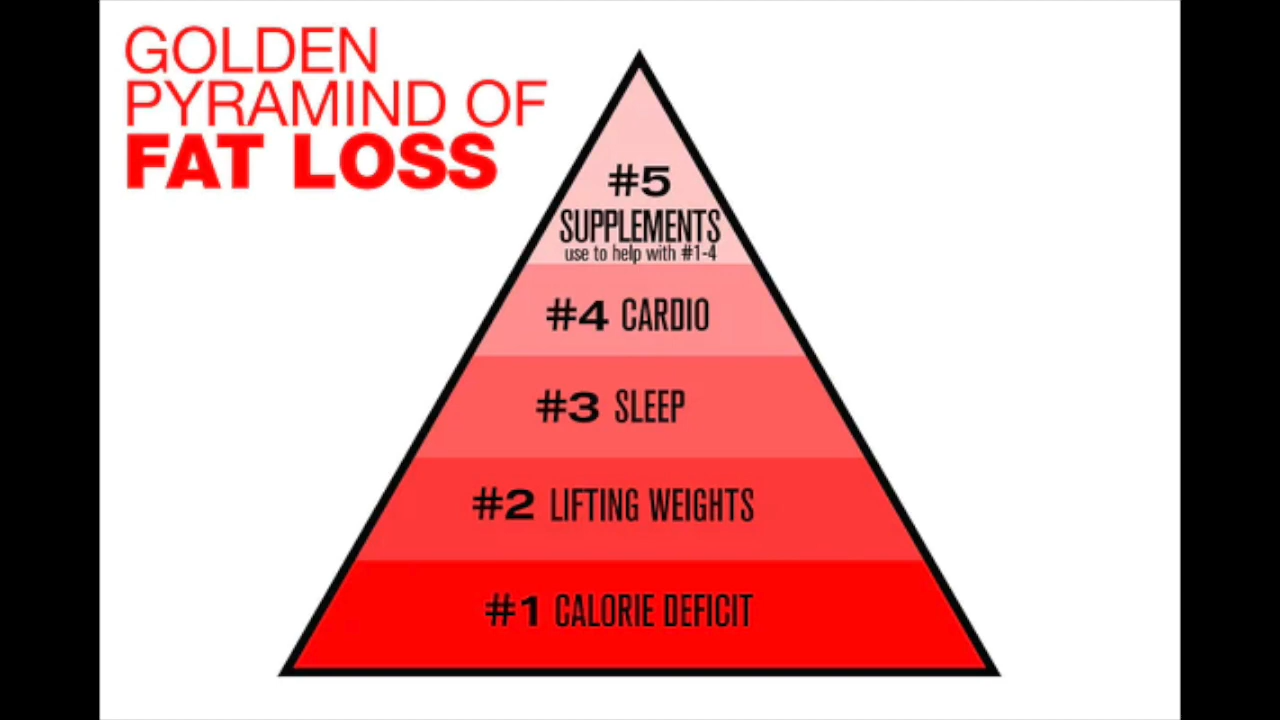 GOLDEN
PYRAMIND OF
FAT LOSS
#5
SUPPLEMENTS
use to help with #1-4
#4 CARDIO
#3 SLEEP
#2 LIFTING WEIGHTS
#1 CALORIE DEFICIT